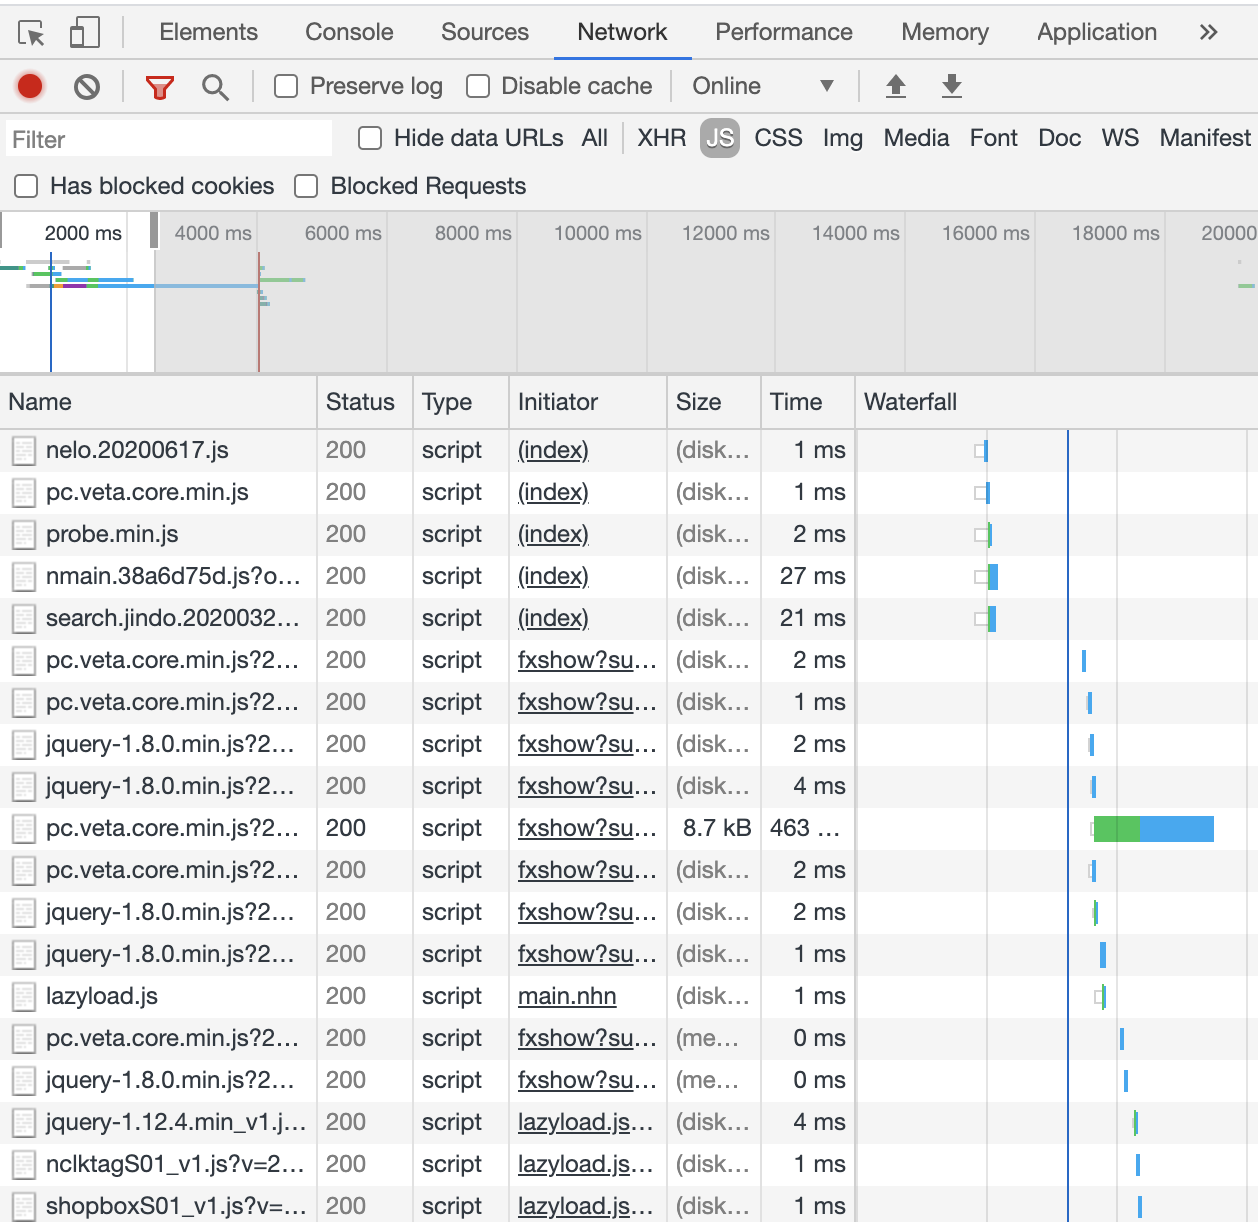 Elements Console Sources Network Performance Memory Application
Preserve log Disable cache Online
Filter Hide data URLs All XHR JS CSS Img Media Font Doc WS Manifest
Has blocked cookies Blocked Requests
2000 ms 4000 ms 6000 ms 8000 ms 10000 ms 12000 ms 14000 ms 16000 ms 18000 ms 20000
Name Status Type Initiator Size Time Waterfall
nelo.20200617.js 200 script (index) (disk… 1 ms
pc.veta.core.min.js 200 script (index) (disk… 1 ms
probe.min.js 200 script (index) (disk… 2 ms
nmain.38a6d75d.js?o… 200 script (index) (disk… 27 ms
search.jindo.2020032… 200 script (index) (disk… 21 ms
pc.veta.core.min.js?2… 200 script fxshow?su… (disk… 2 ms
pc.veta.core.min.js?2… 200 script fxshow?su… (disk… 1 ms
jquery-1.8.0.min.js?2… 200 script fxshow?su… (disk… 2 ms
jquery-1.8.0.min.js?2… 200 script fxshow?su… (disk… 4 ms
pc.veta.core.min.js?2… 200 script fxshow?su… 8.7 kB 463 …
pc.veta.core.min.js?2… 200 script fxshow?su… (disk… 2 ms
jquery-1.8.0.min.js?2… 200 script fxshow?su… (disk… 2 ms
jquery-1.8.0.min.js?2… 200 script fxshow?su… (disk… 1 ms
lazyload.js 200 script main.nhn (disk… 1 ms
pc.veta.core.min.js?2… 200 script fxshow?su… (me… 0 ms
jquery-1.8.0.min.js?2… 200 script fxshow?su… (me… 0 ms
jquery-1.12.4.min_v1.j… 200 script lazyload.js… (disk… 4 ms
nclktagS01_v1.js?v=2… 200 script lazyload.js… (disk… 1 ms
shopboxS01_v1.js?v=… 200 script lazyload.js… (disk… 1 ms